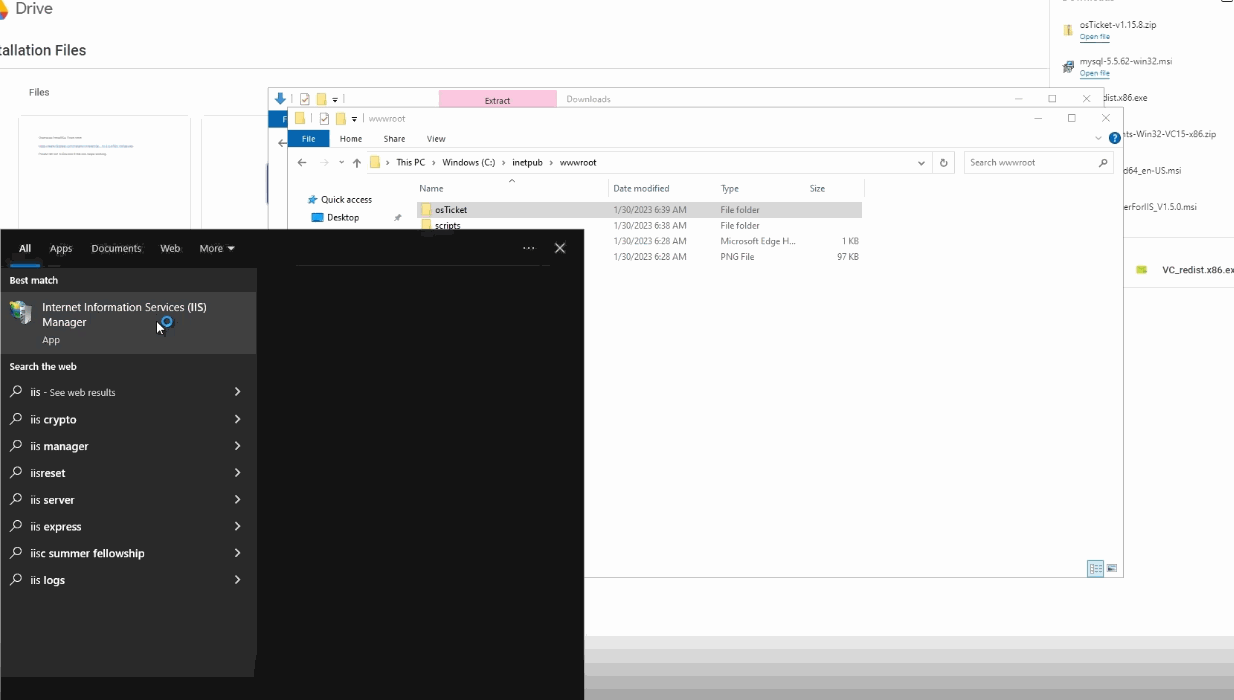 Drive
Downloads
osTicket-v1.15.8.zip
Open file
tallation Files
mysql-5.5.62-win32.msi
Open file
Files
Extract
Downloads
dist.x86.exe
wwwroot
File
Home
Share
View
nts-Win32-VC15-x86.zip
This PC
Windows (C:)
inetpub
wwwroot
Search wwwroot
d64_en-US.msi
Name
Date modified
Type
Size
Quick access
erForIIS_V1.5.0.msi
osTicket
1/30/2023 6:39 AM
File folder
Desktop
scripts
1/30/2023 6:38 AM
File folder
1/30/2023 6:28 AM
Microsoft Edge H...
1 KB
1/30/2023 6:28 AM
PNG File
97 KB
VC_redist.x86.ex
All
Apps
Documents
Web
More
Best match
Internet Information Services (IIS)
Manager
App
Search the web
iis - See web results
iis crypto
iis manager
iisreset
iis server
iis express
iisc summer fellowship
iis logs